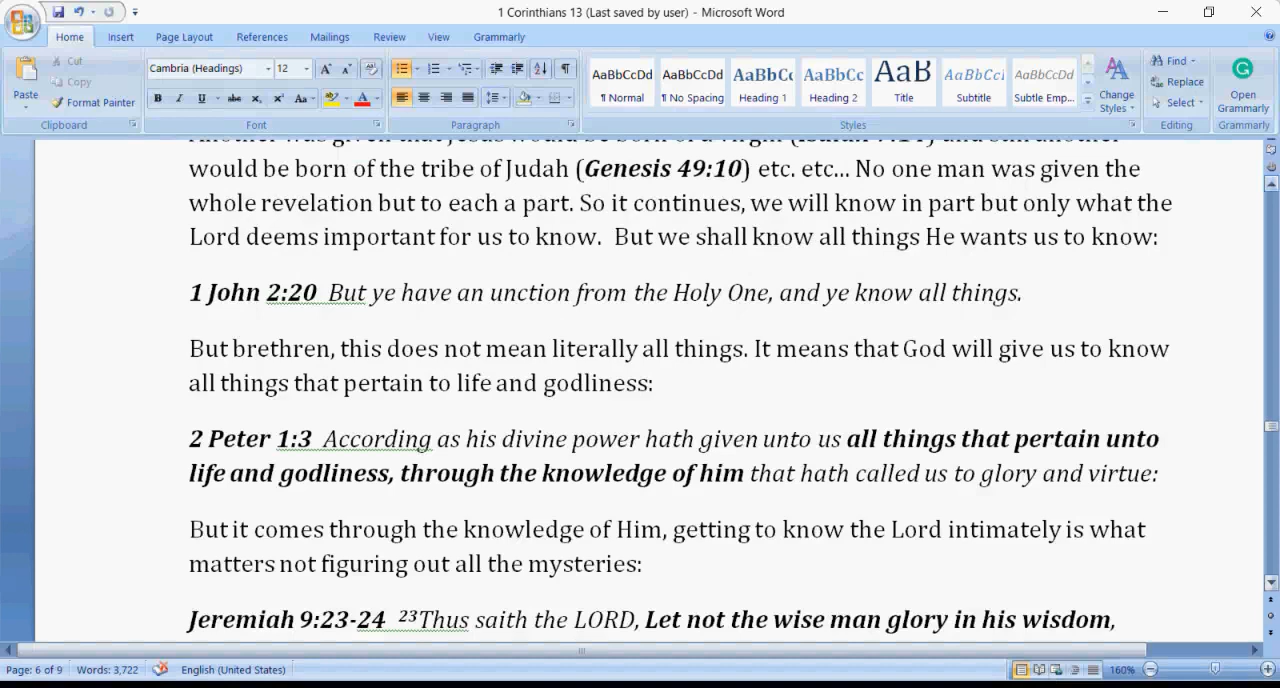 1 Corinthians 13 (Last saved by user) - Microsoft Word
Home Insert Page Layout References Mailings Review View Grammarly
Paste
Cut
Copy
Format Painter
Clipboard
Cambria (Headings) 12
Font
Paragraph
AaBbCcDd AaBbCcDd AaBbCc AaBbCc AaB AaBbCcI AaBbCcDd
¶ Normal ¶ No Spacing Heading 1 Heading 2 Title Subtitle Subtle Emp...
Change Styles
Styles
Find
Replace
Select
Editing
Open Grammarly
Grammarly
would be born of the tribe of Judah (Genesis 49:10) etc. etc... No one man was given the
whole revelation but to each a part. So it continues, we will know in part but only what the
Lord deems important for us to know. But we shall know all things He wants us to know:
1 John 2:20 But ye have an unction from the Holy One, and ye know all things.
But brethren, this does not mean literally all things. It means that God will give us to know
all things that pertain to life and godliness:
2 Peter 1:3 According as his divine power hath given unto us all things that pertain unto
life and godliness, through the knowledge of him that hath called us to glory and virtue:
But it comes through the knowledge of Him, getting to know the Lord intimately is what
matters not figuring out all the mysteries:
Jeremiah 9:23-24 23Thus saith the LORD, Let not the wise man glory in his wisdom,
Page: 6 of 9 Words: 3,722 English (United States) 160%